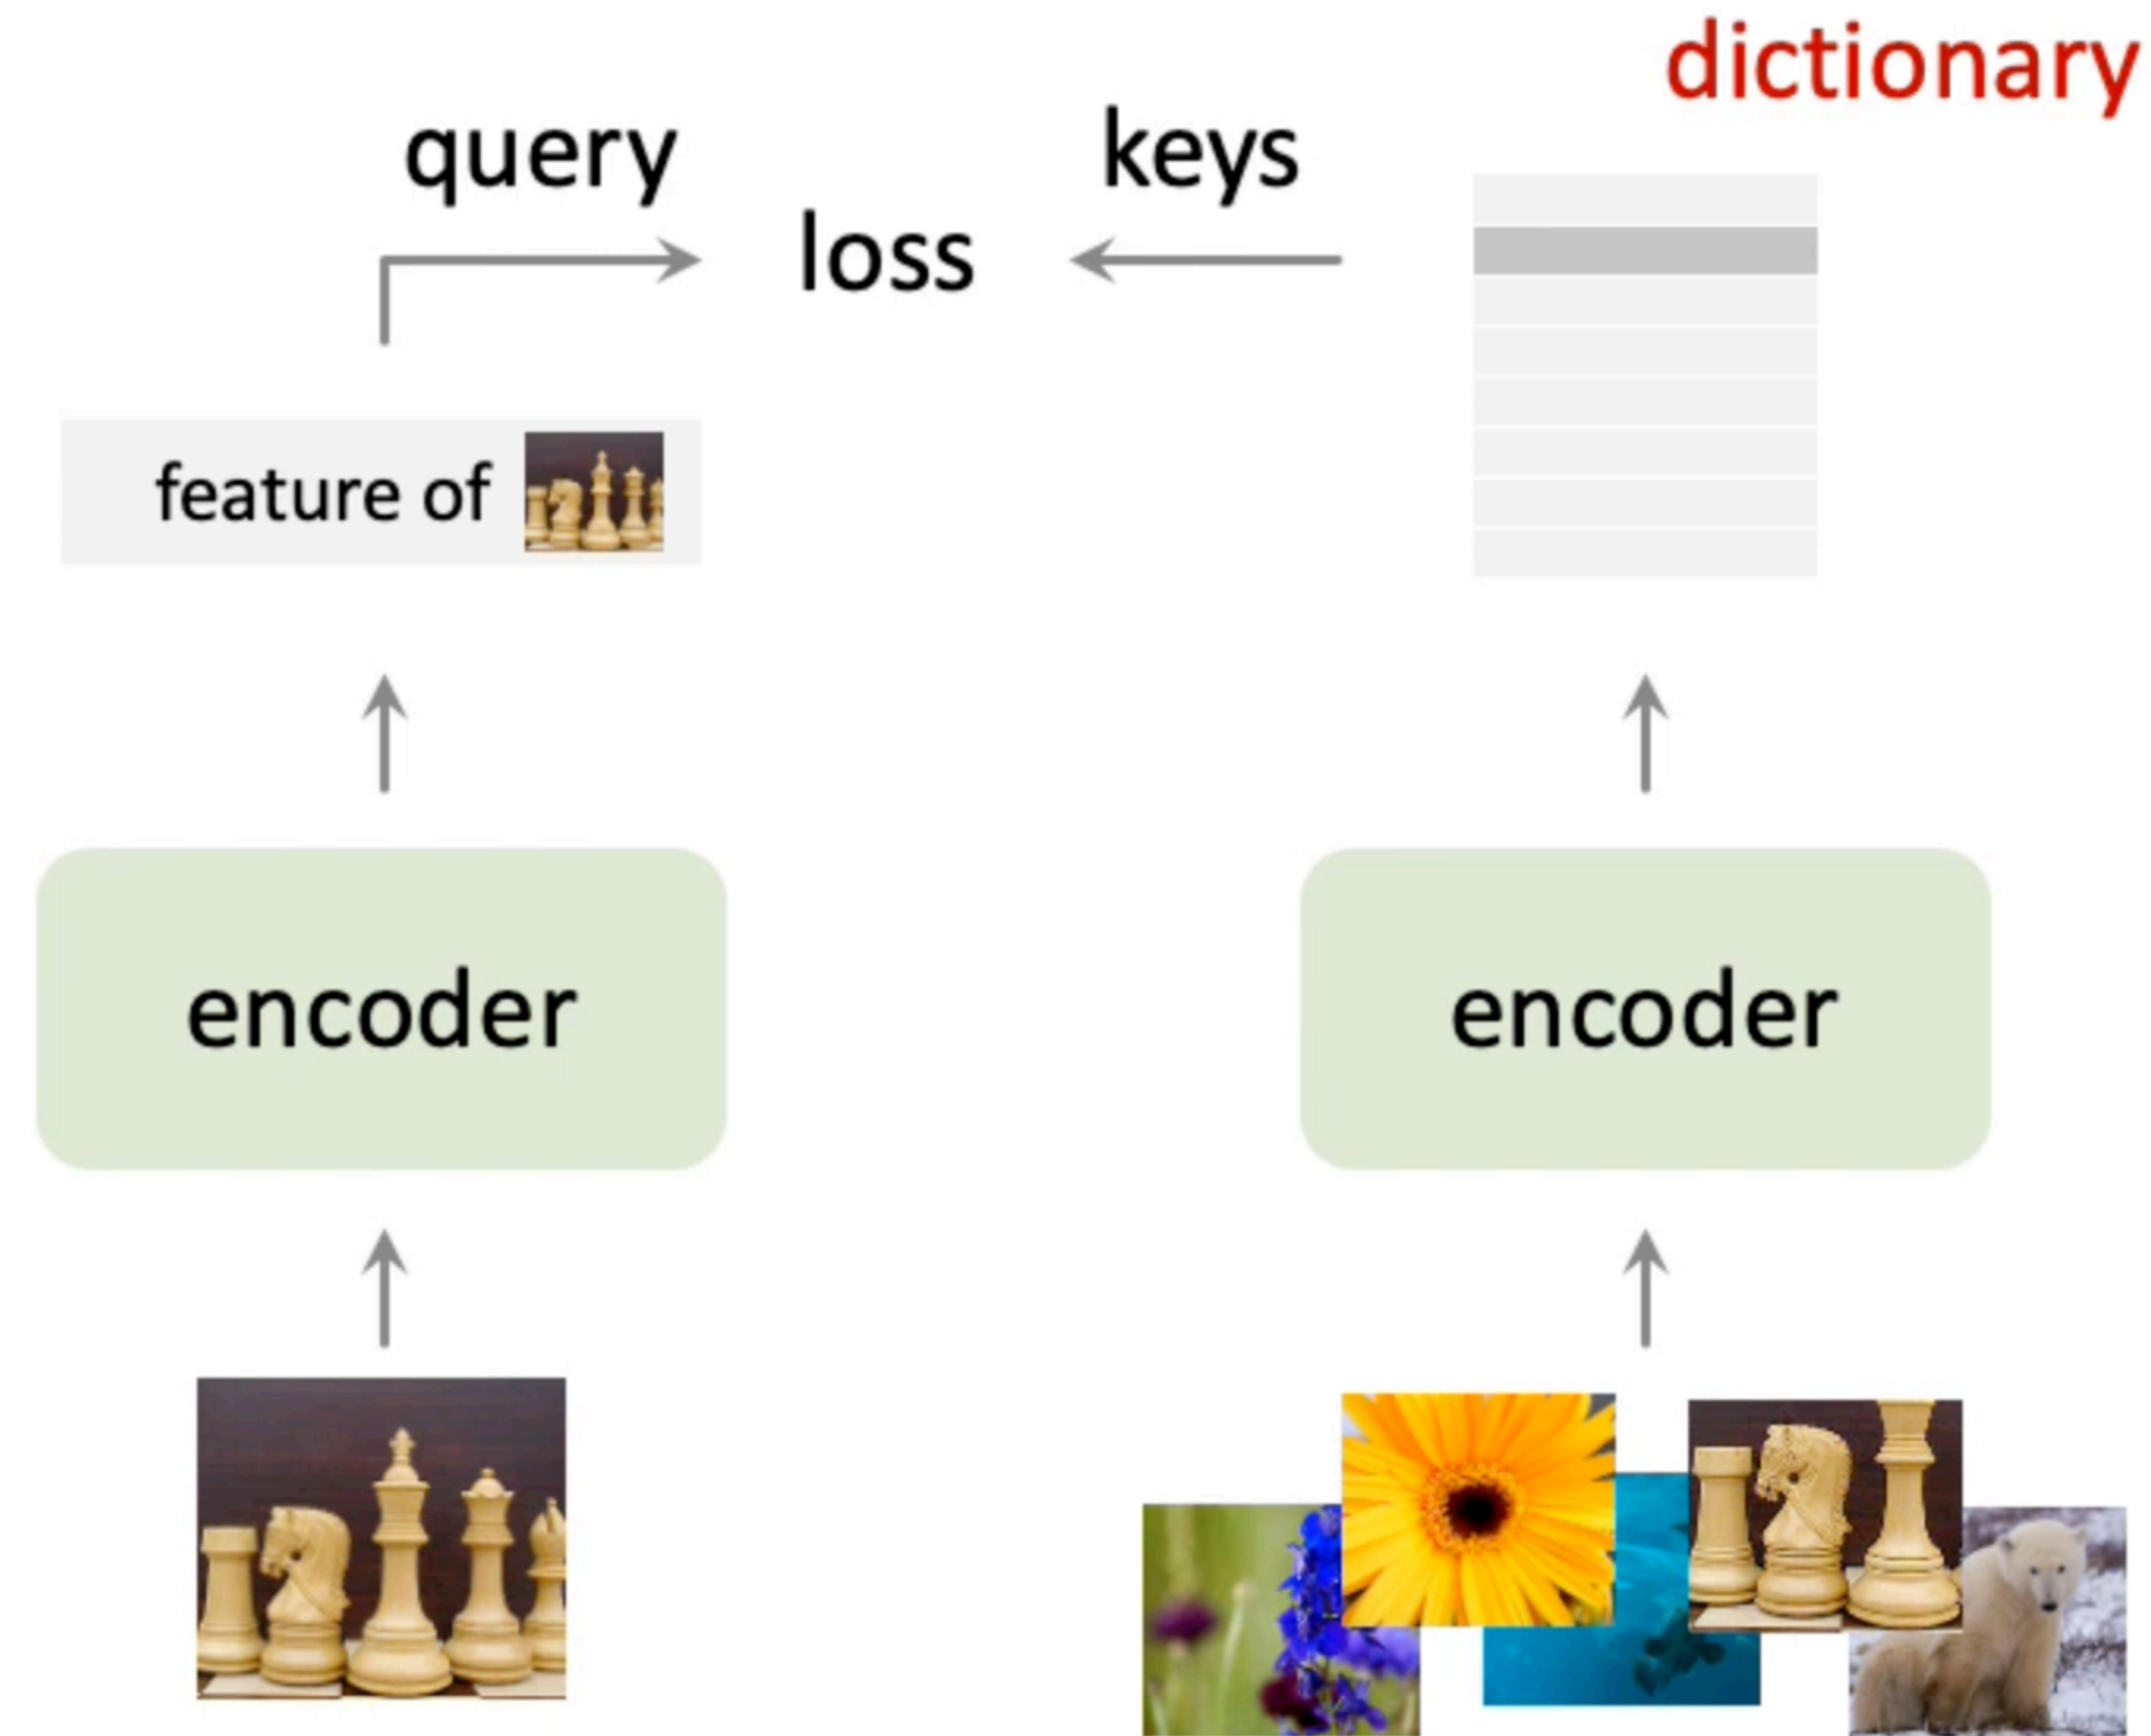 dictionary
query
keys
loss
feature of
encoder
encoder